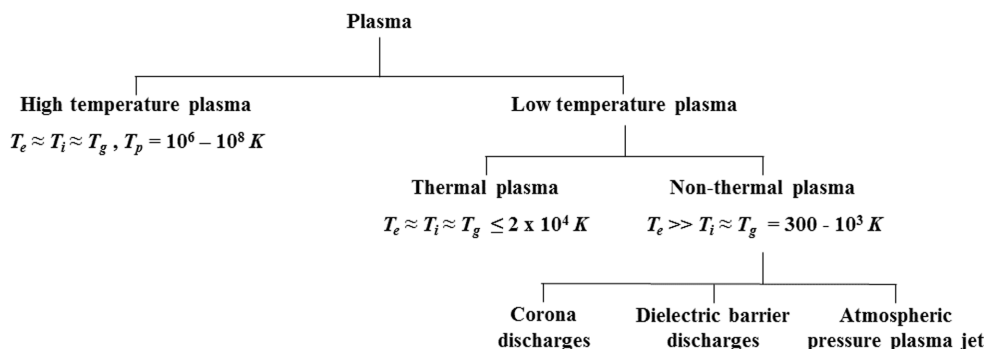 Plasma
High temperature plasma
Low temperature plasma
Tₑ ≈ Tᵢ ≈ T_g , Tₚ = 10⁶ – 10⁸ K
Thermal plasma
Non-thermal plasma
Tₑ ≈ Tᵢ ≈ T_g ≤ 2 x 10⁴ K
Tₑ >> Tᵢ ≈ T_g = 300 - 10³ K
Corona
discharges
Dielectric barrier
discharges
Atmospheric
pressure plasma jet